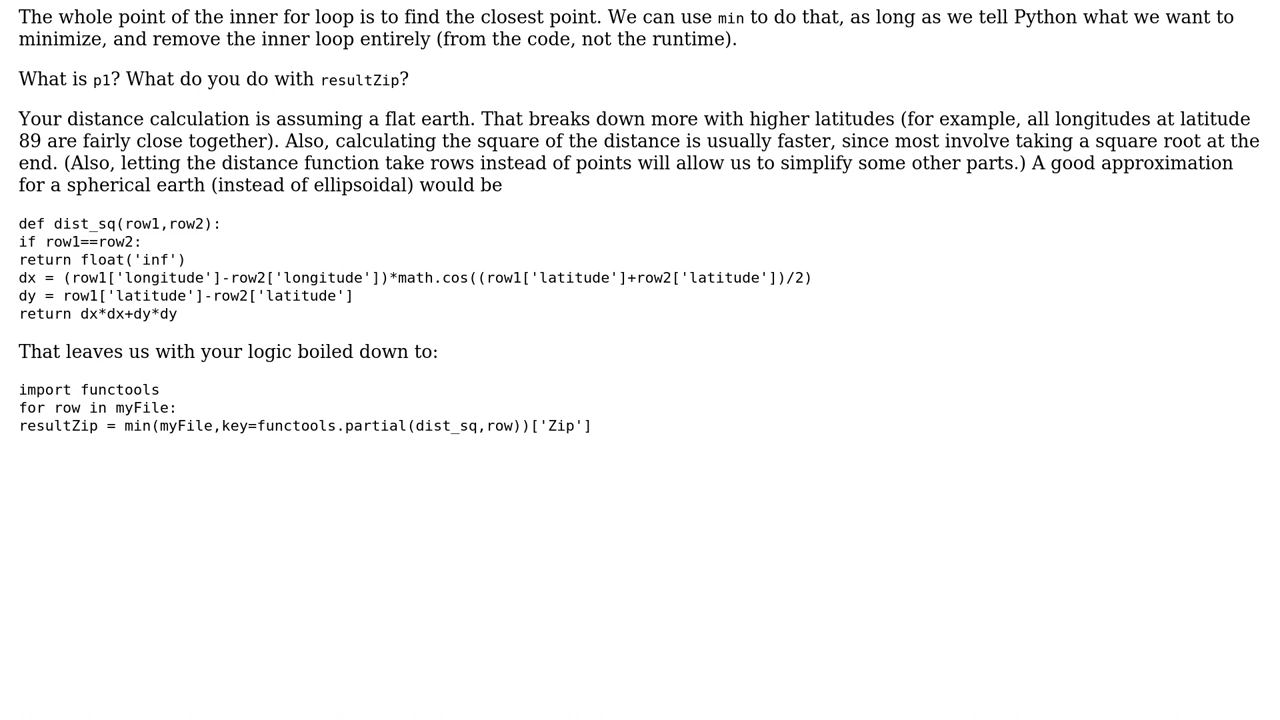 The whole point of the inner for loop is to find the closest point. We can use min to do that, as long as we tell Python what we want to
minimize, and remove the inner loop entirely (from the code, not the runtime).
What is p1? What do you do with resultZip?
Your distance calculation is assuming a flat earth. That breaks down more with higher latitudes (for example, all longitudes at latitude
89 are fairly close together). Also, calculating the square of the distance is usually faster, since most involve taking a square root at the
end. (Also, letting the distance function take rows instead of points will allow us to simplify some other parts.) A good approximation
for a spherical earth (instead of ellipsoidal) would be
def dist_sq(row1,row2):
if row1==row2:
return float('inf')
dx = (row1['longitude']-row2['longitude'])*math.cos((row1['latitude']+row2['latitude'])/2)
dy = row1['latitude']-row2['latitude']
return dx*dx+dy*dy
That leaves us with your logic boiled down to:
import functools
for row in myFile:
resultZip = min(myFile,key=functools.partial(dist_sq,row))['Zip']